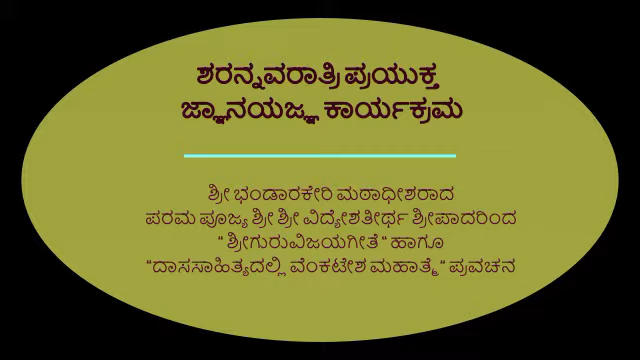 ಶರನ್ನವರಾತ್ರಿ ಪ್ರಯುಕ್ತ
ಜ್ಞಾನಯಜ್ಞ ಕಾರ್ಯಕ್ರಮ
ಶ್ರೀ ಭಂಡಾರಕೇರಿ ಮಠಾಧೀಶರಾದ
ಪರಮ ಪೂಜ್ಯ ಶ್ರೀ ಶ್ರೀ ವಿದ್ಯೇಶತೀರ್ಥ ಶ್ರೀಪಾದರಿಂದ
"ಶ್ರೀಗುರುವಿಜಯಗೀತೆ" ಹಾಗೂ
"ದಾಸಸಾಹಿತ್ಯದಲ್ಲಿ ವೆಂಕಟೇಶ ಮಹಾತ್ಮೆ" ಪ್ರವಚನ